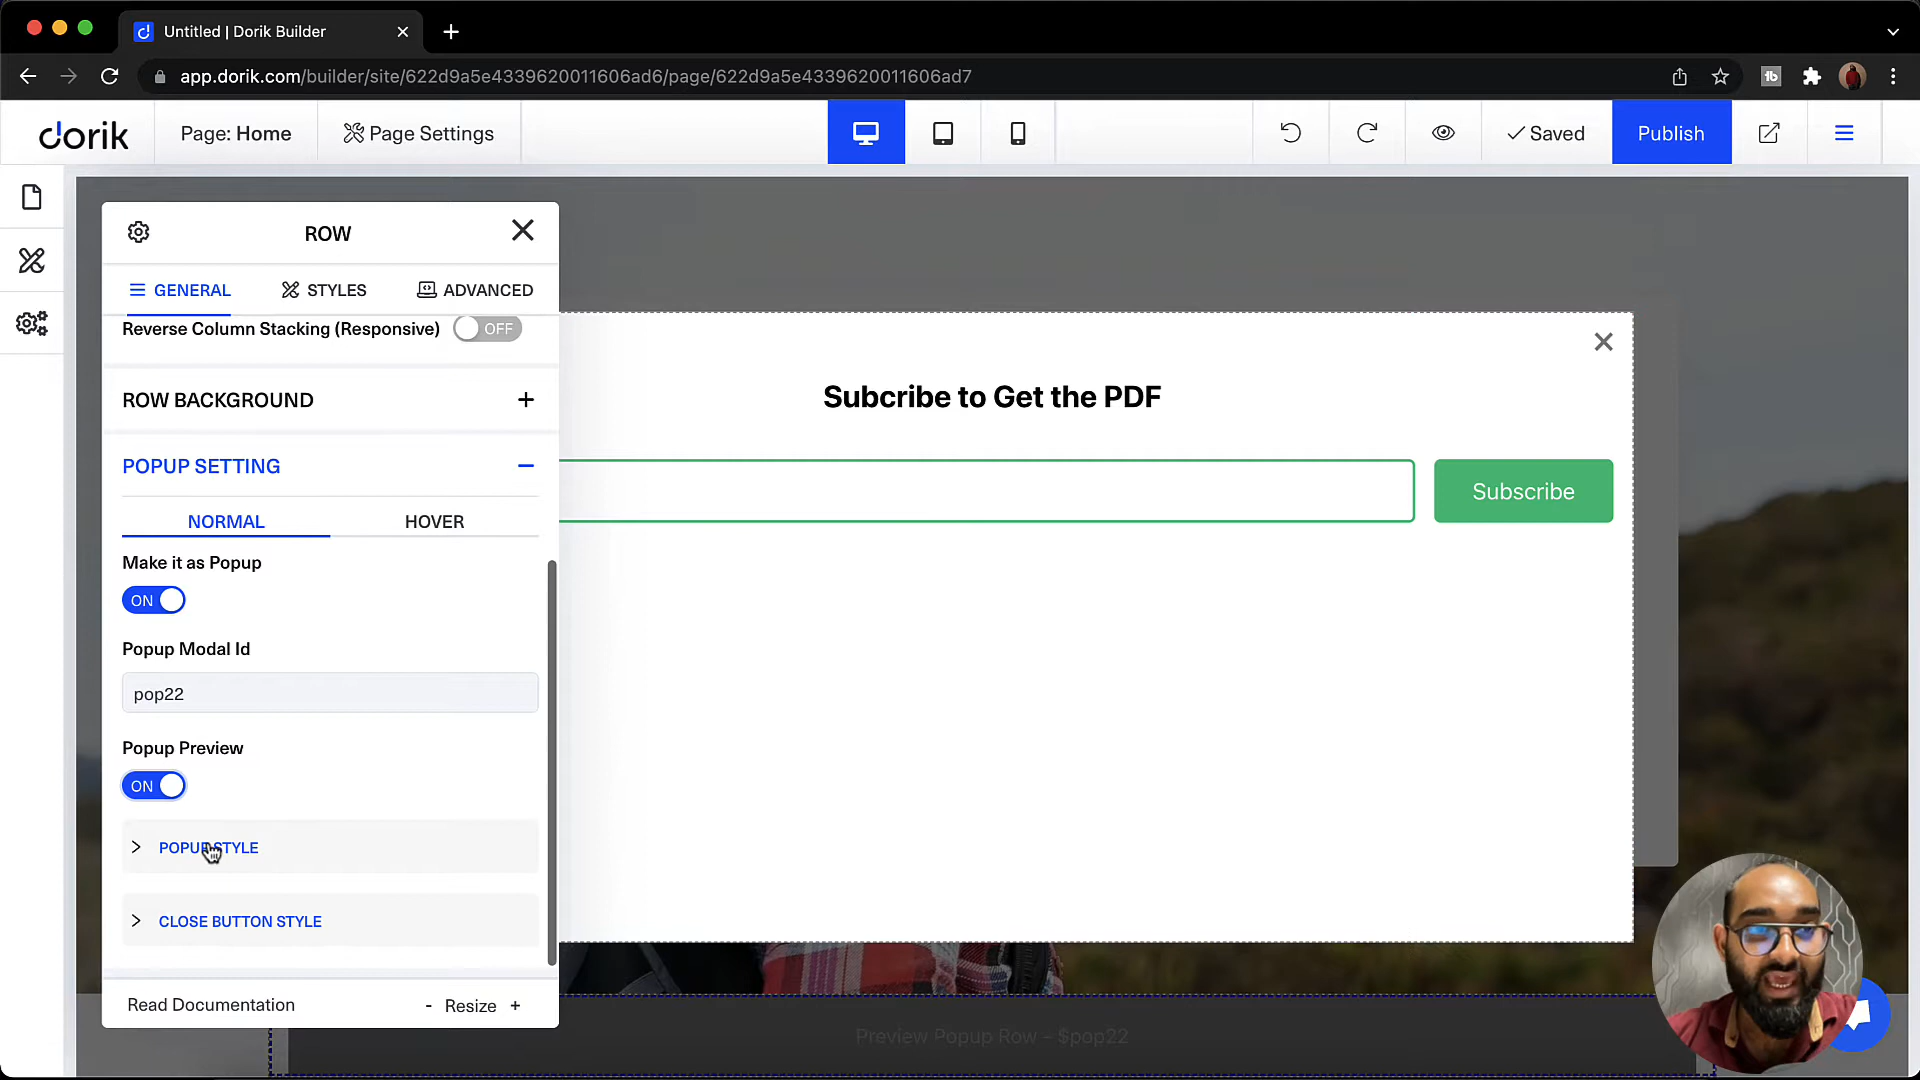 Untitled | Dorik Builder
app.dorik.com/builder/site/622d9a5e4339620011606ad6/page/622d9a5e4339620011606ad7
tb
dorik
Page: Home
Page Settings
Saved
Publish
ROW
GENERAL
STYLES
ADVANCED
Reverse Column Stacking (Responsive)
OFF
ROW BACKGROUND
POPUP SETTING
NORMAL
HOVER
Make it as Popup
ON
Popup Modal Id
pop22
Popup Preview
ON
POPUP STYLE
CLOSE BUTTON STYLE
Read Documentation
- Resize +
Subcribe to Get the PDF
Subscribe
Preview Popup Row - $pop22